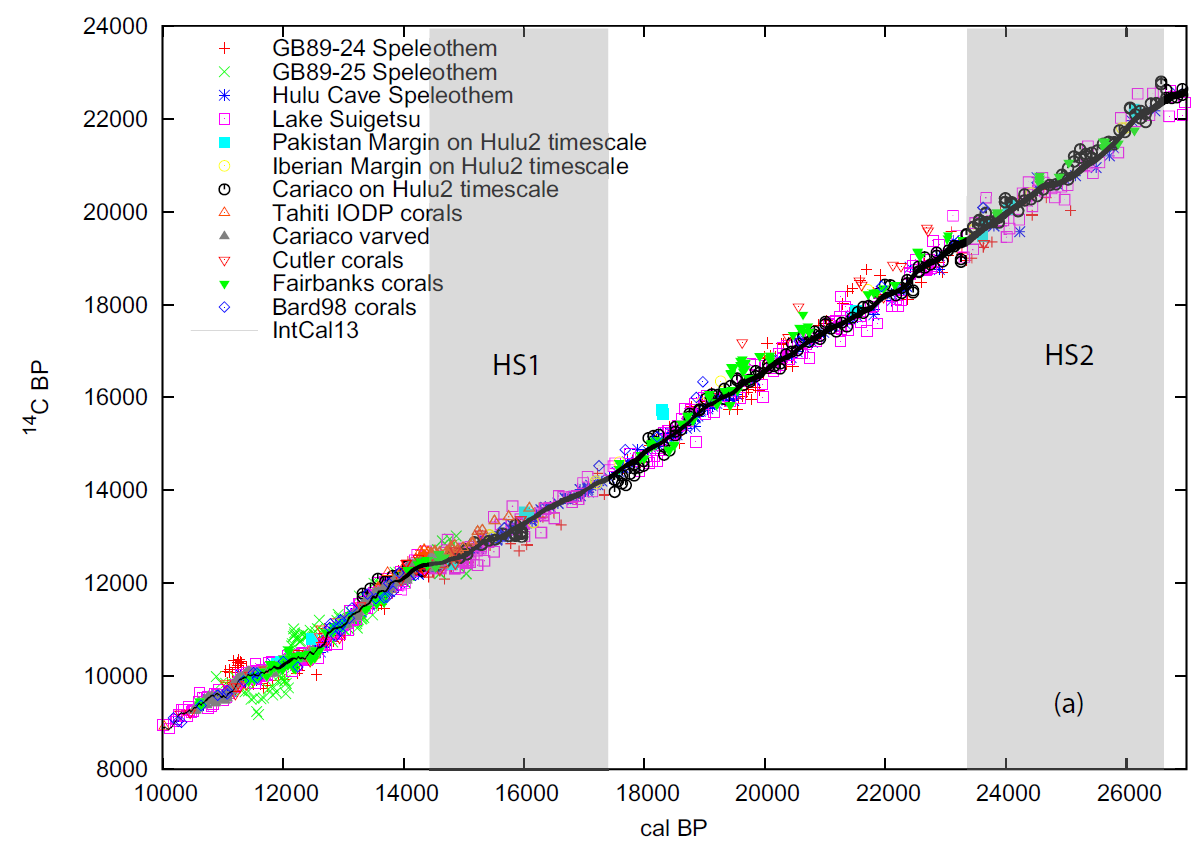 24000
22000
20000
18000
16000
14000
12000
10000
8000
14C BP
GB89-24 Speleothem
GB89-25 Speleothem
Hulu Cave Speleothem
Lake Suigetsu
Pakistan Margin on Hulu2 timescale
Iberian Margin on Hulu2 timescale
Cariaco on Hulu2 timescale
Tahiti IODP corals
Cariaco varved
Cutler corals
Fairbanks corals
Bard98 corals
IntCal13
HS1
HS2
(a)
10000 12000 14000 16000 18000 20000 22000 24000 26000
cal BP